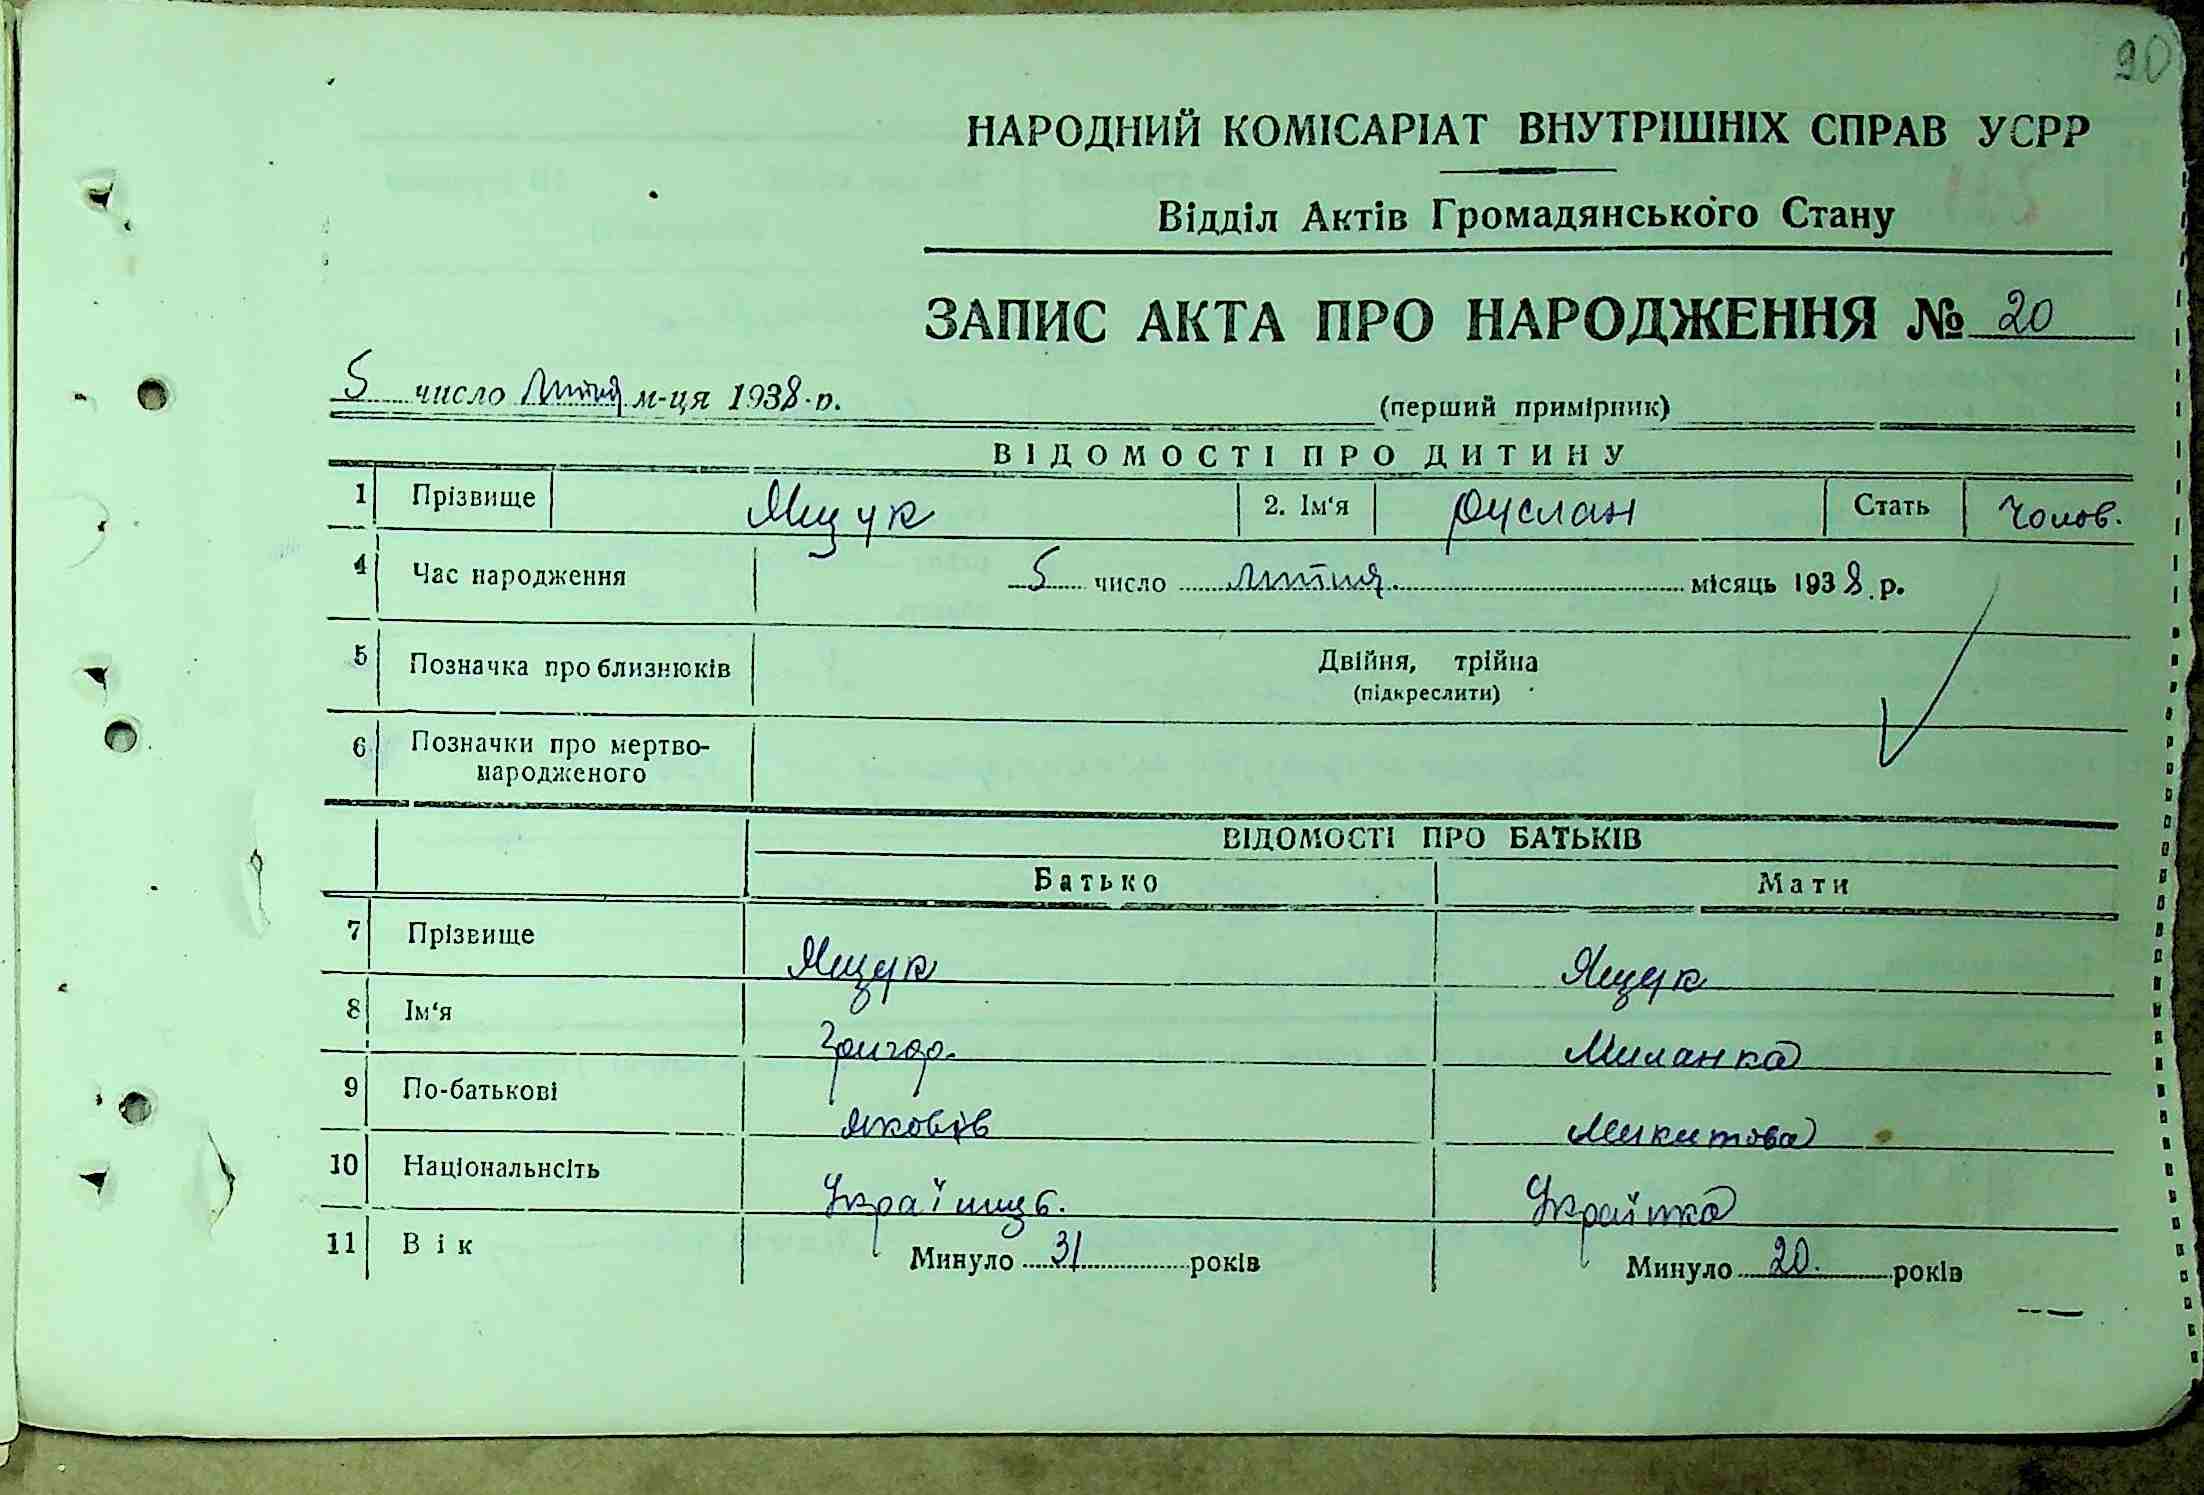 20
НАРОДНИЙ КОМІСАРІАТ ВНУТРІШНІХ СПРАВ УСРР
Відділ Актів Громадянського Стану
ЗАПИС АКТА ПРО НАРОДЖЕННЯ № 20
5 число Лютня м-ця 1938 р.
(перший примірник)
ВІДОМОСТІ ПРО ДИТИНУ
1 Прізвище Ящук 2. Ім'я Руслан Стать Чолов.
4 Час народження 5 число Лютня місяць 1938 р.
5 Позначка про близнюків Двійня, трійна
(підкреслити)
6 Позначки про мертво-
народженого
ВІДОМОСТІ ПРО БАТЬКІВ
Батько Мати
7 Прізвище Ящук Ящук
8 Ім'я Григор. Миланка
9 По-батькові Яковів Микитова
10 Національнсіть Українць. Українка
11 Вік Минуло 31 років Минуло 20. років